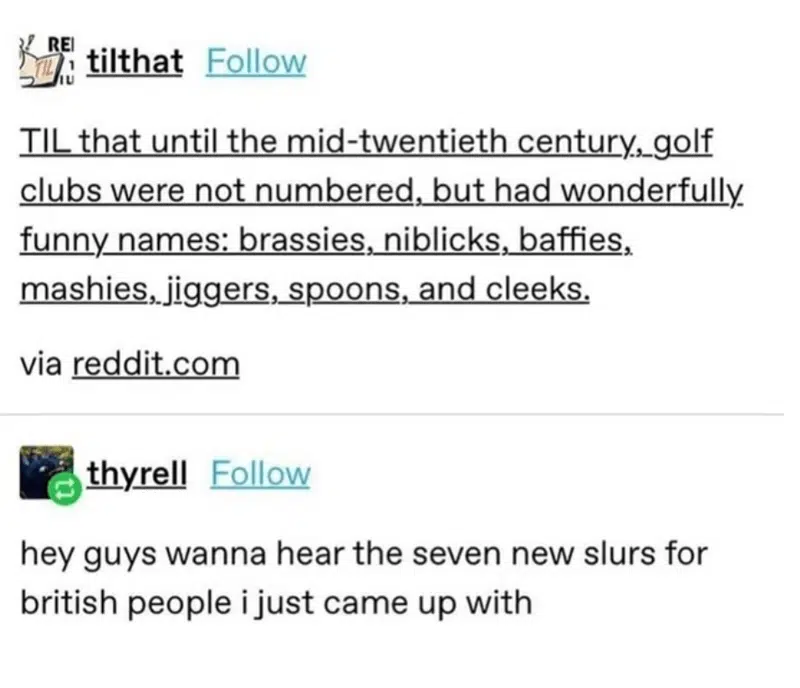 REI
TIL
tilthat Follow
TIL that until the mid-twentieth century, golf
clubs were not numbered, but had wonderfully
funny names: brassies, niblicks, baffies,
mashies, jiggers, spoons, and cleeks.
via reddit.com
thyrell Follow
hey guys wanna hear the seven new slurs for
british people i just came up with